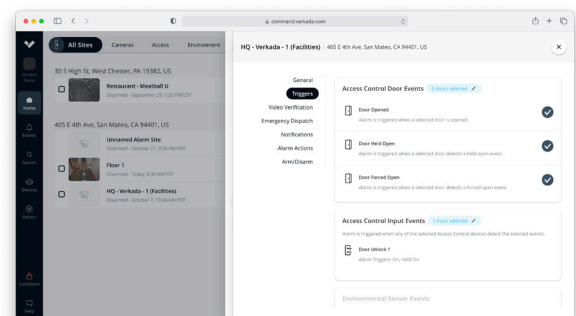 command.verkada.com
All Sites
Cameras
Access
Environment
HQ - Verkada - 1 (Facilities)
405 E 4th Ave, San Mateo, CA 94401, US
Verkada
Demo
Home
Events
Search
Devices
Admin
Lockdown
Help
30 S High St, West Chester, PA 19382, US
Restaurant - Meatball U
Disarmed - September 25, 1:20 PM EDT
405 E 4th Ave, San Mateo, CA 94401, US
Unnamed Alarm Site
Disarmed - October 21, 3:08 PM PDT
Floor 1
Disarmed - Today, 4:30 AM PDT
HQ - Verkada - 1 (Facilities)
Disarmed - October 7, 10:24 AM PDT
General
Triggers
Video Verification
Emergency Dispatch
Notifications
Alarm Actions
Arm/Disarm
Access Control Door Events
6 doors selected
Door Opened
Alarm is triggered when a selected door is opened.
Door Held Open
Alarm is triggered when a selected door detects a held open event.
Door Forced Open
Alarm is triggered when a selected door detects a forced open event.
Access Control Input Events
1 input selected
Alarm is triggered when any of the selected Access Control devices detect the selected events.
Door Unlock 1
Alarm Triggers: On, Held On
Environmental Sensor Events